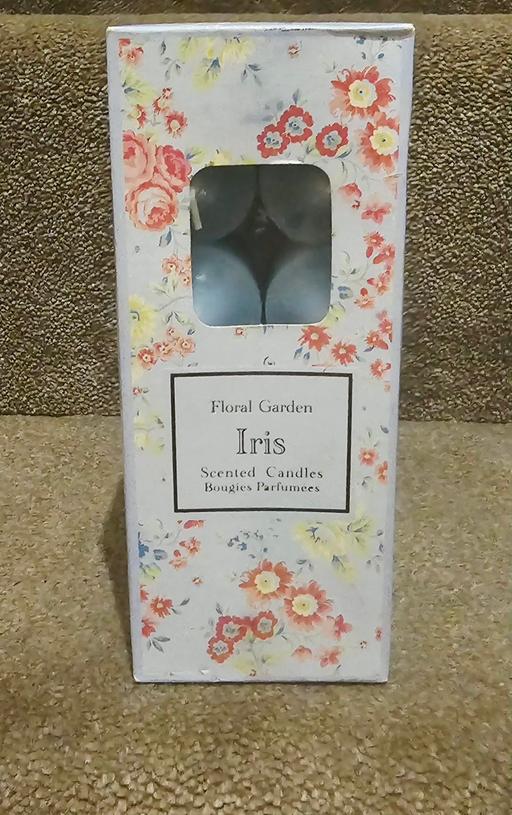 Floral Garden
Iris
Scented Candles
Bougies Parfumees